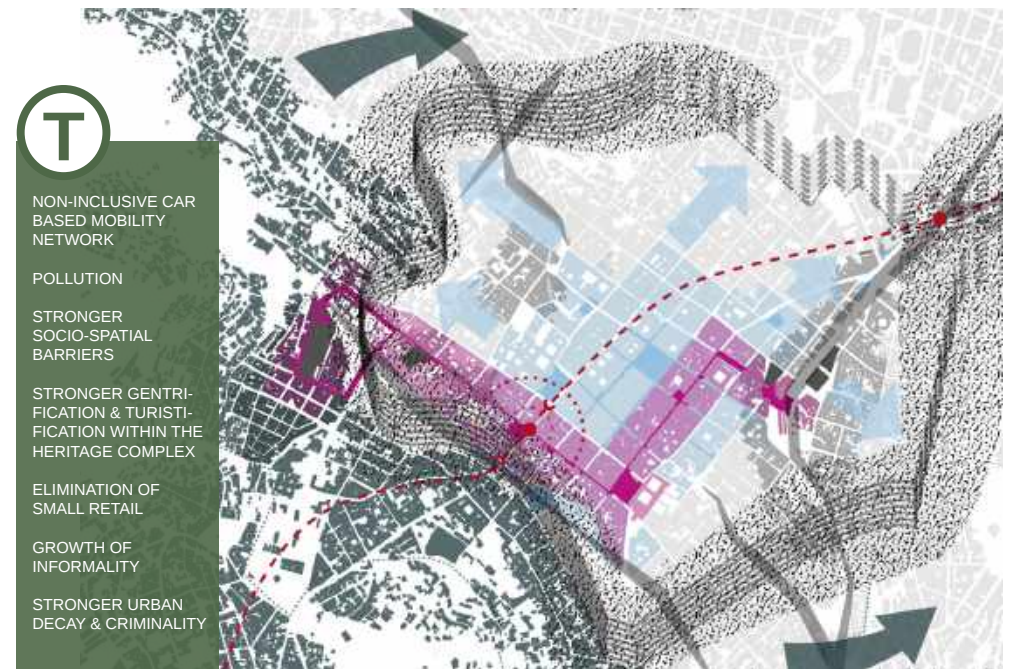 T
NON-INCLUSIVE CAR
BASED MOBILITY
NETWORK
POLLUTION
STRONGER
SOCIO-SPATIAL
BARRIERS
STRONGER GENTRI-
FICATION & TURISTI-
FICATION WITHIN THE
HERITAGE COMPLEX
ELIMINATION OF
SMALL RETAIL
GROWTH OF
INFORMALITY
STRONGER URBAN
DECAY & CRIMINALITY